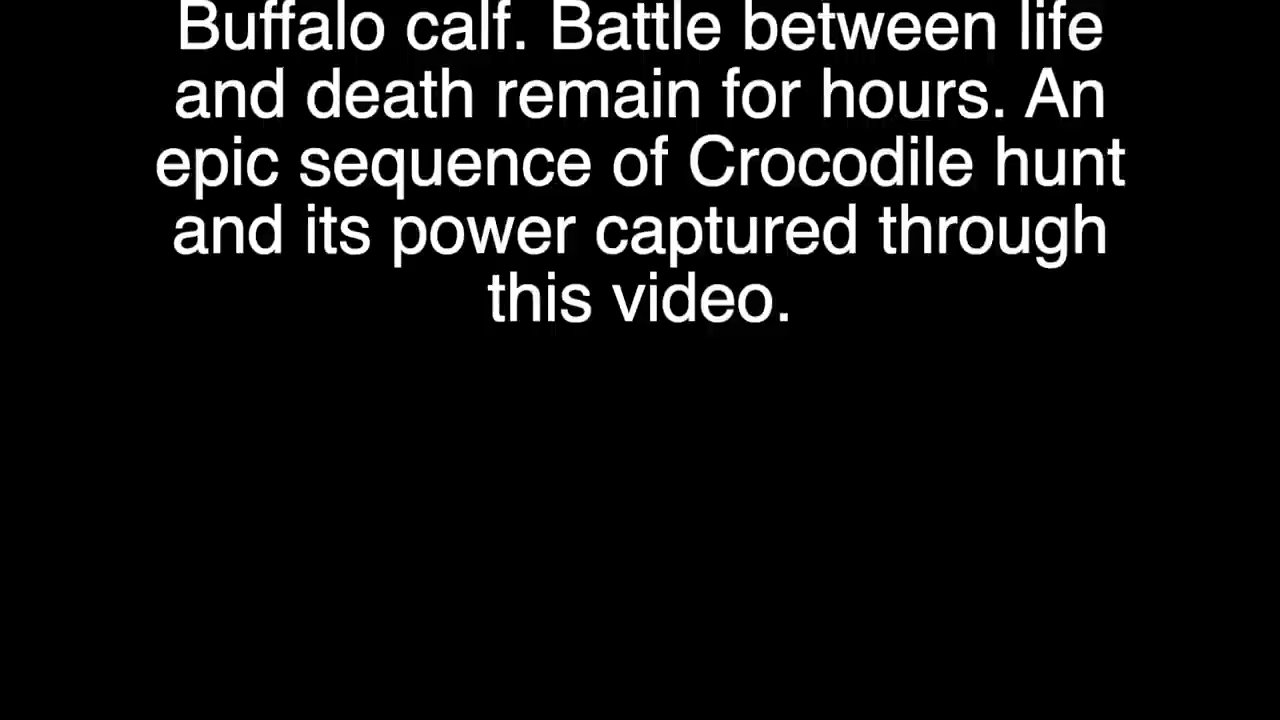 Buffalo calf. Battle between life
and death remain for hours. An
epic sequence of Crocodile hunt
and its power captured through
this video.